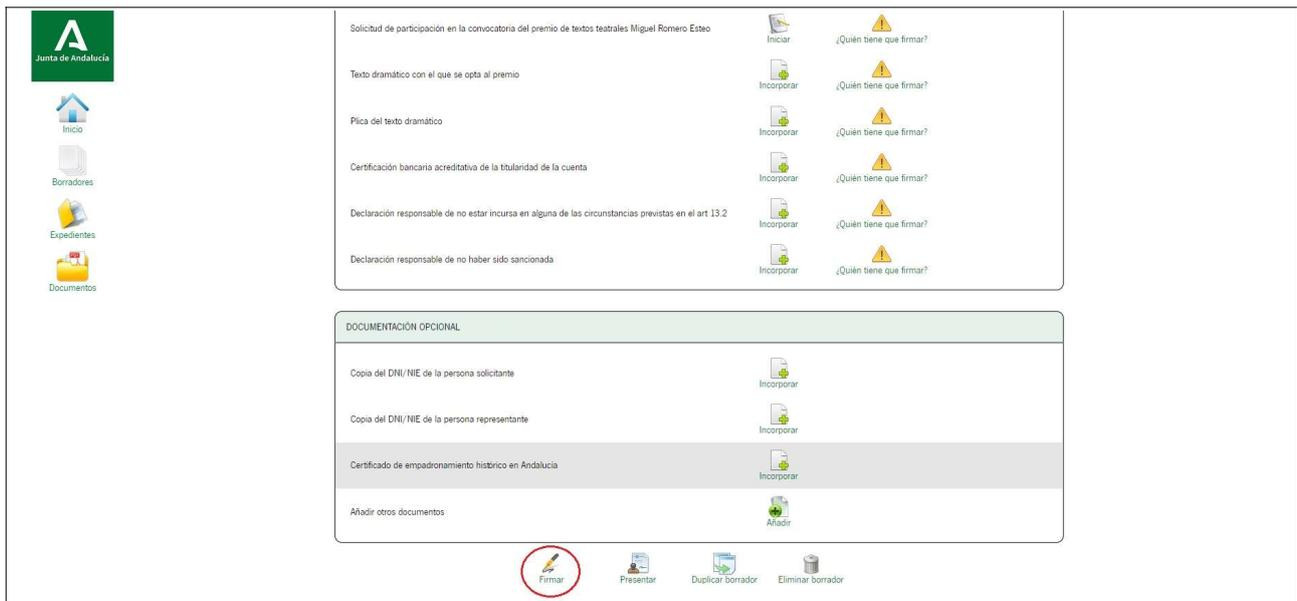 Junta de Andalucía
Inicio
Borradores
Expedientes
Documentos
Solicitud de participación en la convocatoria del premio de textos teatrales Miguel Romero Esteo
Iniciar
¿Quién tiene que firmar?
Texto dramático con el que se opta al premio
Incorporar
¿Quién tiene que firmar?
Plica del texto dramático
Incorporar
¿Quién tiene que firmar?
Certificación bancaria acreditativa de la titularidad de la cuenta
Incorporar
¿Quién tiene que firmar?
Declaración responsable de no estar incursa en alguna de las circunstancias previstas en el art 13.2
Incorporar
¿Quién tiene que firmar?
Declaración responsable de no haber sido sancionada
Incorporar
¿Quién tiene que firmar?
DOCUMENTACIÓN OPCIONAL
Copia del DNI/NIE de la persona solicitante
Incorporar
Copia del DNI/NIE de la persona representante
Incorporar
Certificado de empadronamiento histórico en Andalucía
Incorporar
Añadir otros documentos
Añadir
Firmar
Presentar
Duplicar borrador
Eliminar borrador